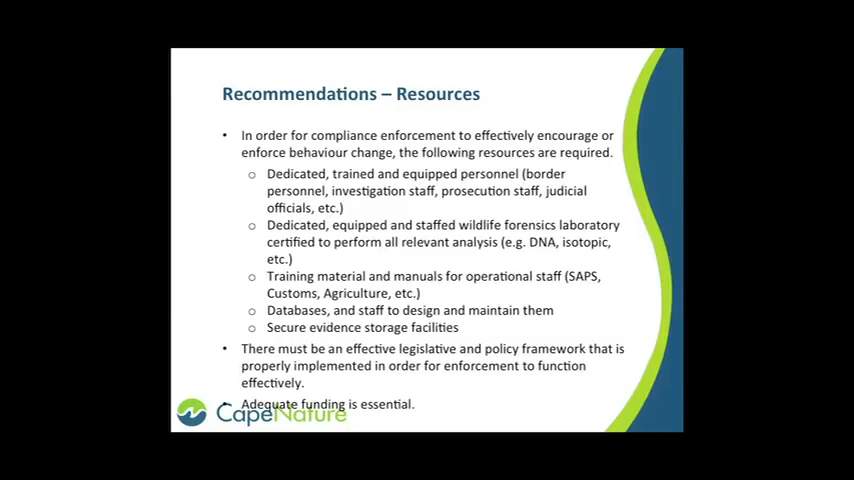 Recommendations – Resources
• In order for compliance enforcement to effectively encourage or
enforce behaviour change, the following resources are required.
o Dedicated, trained and equipped personnel (border
personnel, investigation staff, prosecution staff, judicial
officials, etc.)
o Dedicated, equipped and staffed wildlife forensics laboratory
certified to perform all relevant analysis (e.g. DNA, isotopic,
etc.)
o Training material and manuals for operational staff (SAPS,
Customs, Agriculture, etc.)
o Databases, and staff to design and maintain them
o Secure evidence storage facilities
• There must be an effective legislative and policy framework that is
properly implemented in order for enforcement to function
effectively.
• Adequate funding is essential.
CapeNature